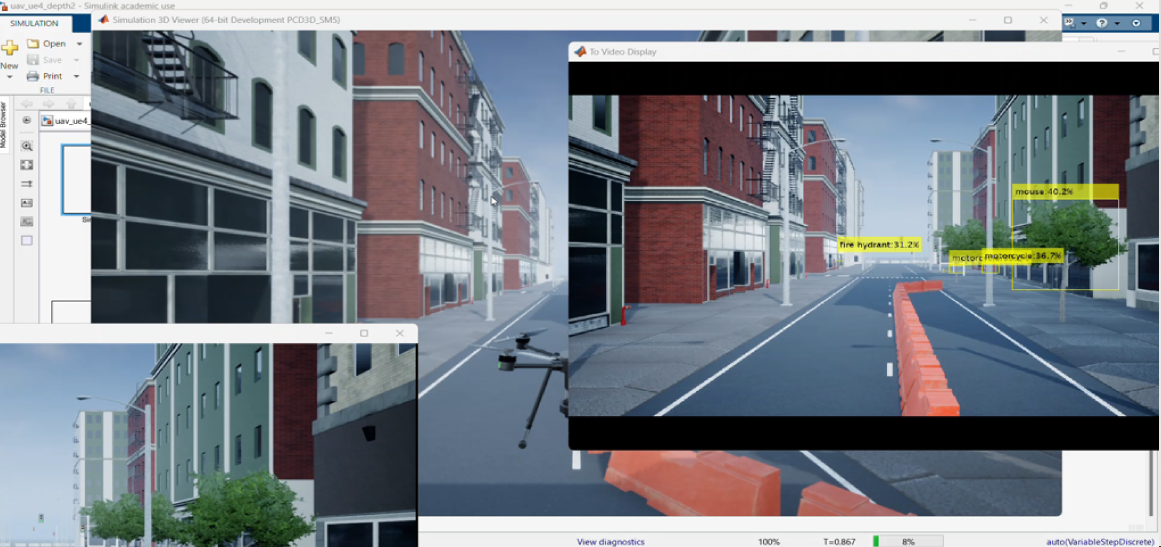 uav_ue4_depth2 - Simulink academic use
Simulation 3D Viewer (64-bit Development PCD3D_SM5)
SIMULATION
To Video Display
New
Open
Save
Print
FILE
Model Browser
uav_ue4_
mouse:40.2%
fire hydrant:31.2%
motorc
motorcycle:36.7%
View diagnostics
100%
T=0.867
8%
auto(VariableStepDiscrete)